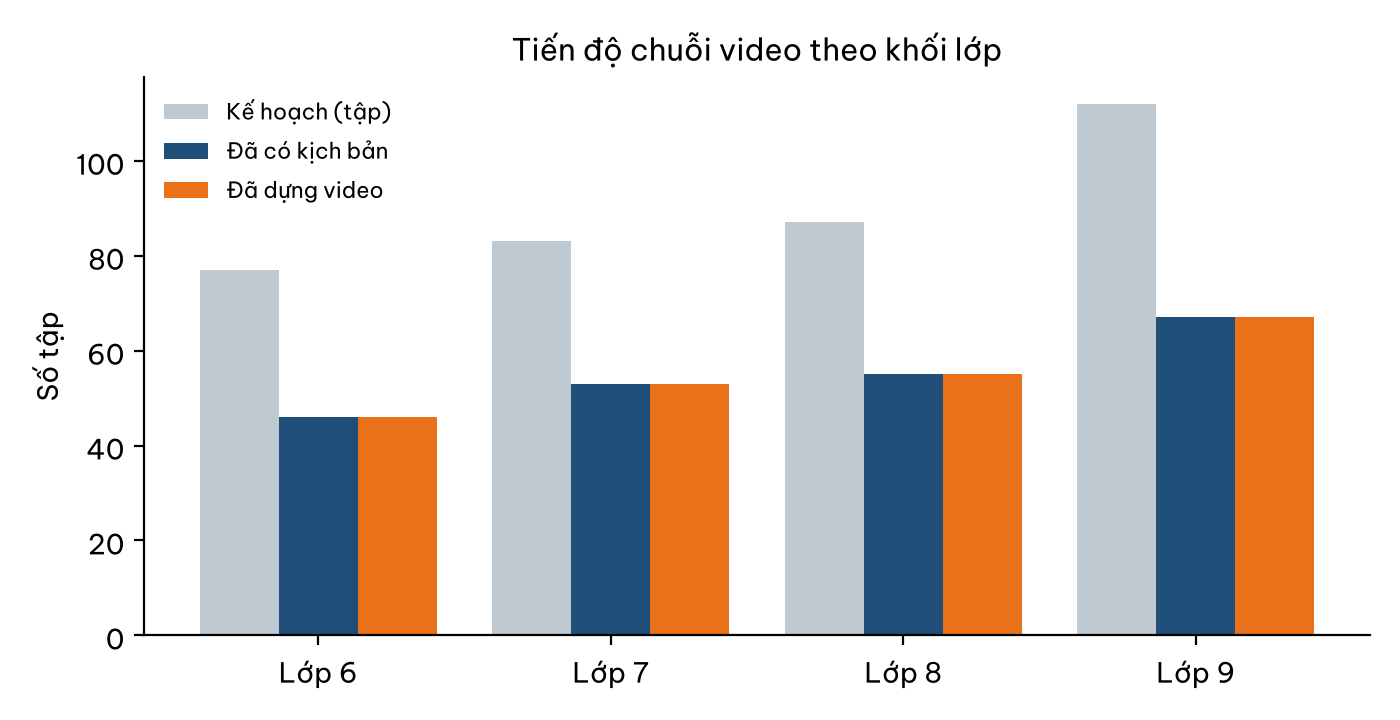 Tiến độ chuỗi video theo khối lớp
Kế hoạch (tập)
Đã có kịch bản
Đã dựng video
Số tập
100
80
60
40
20
0
Lớp 6
Lớp 7
Lớp 8
Lớp 9